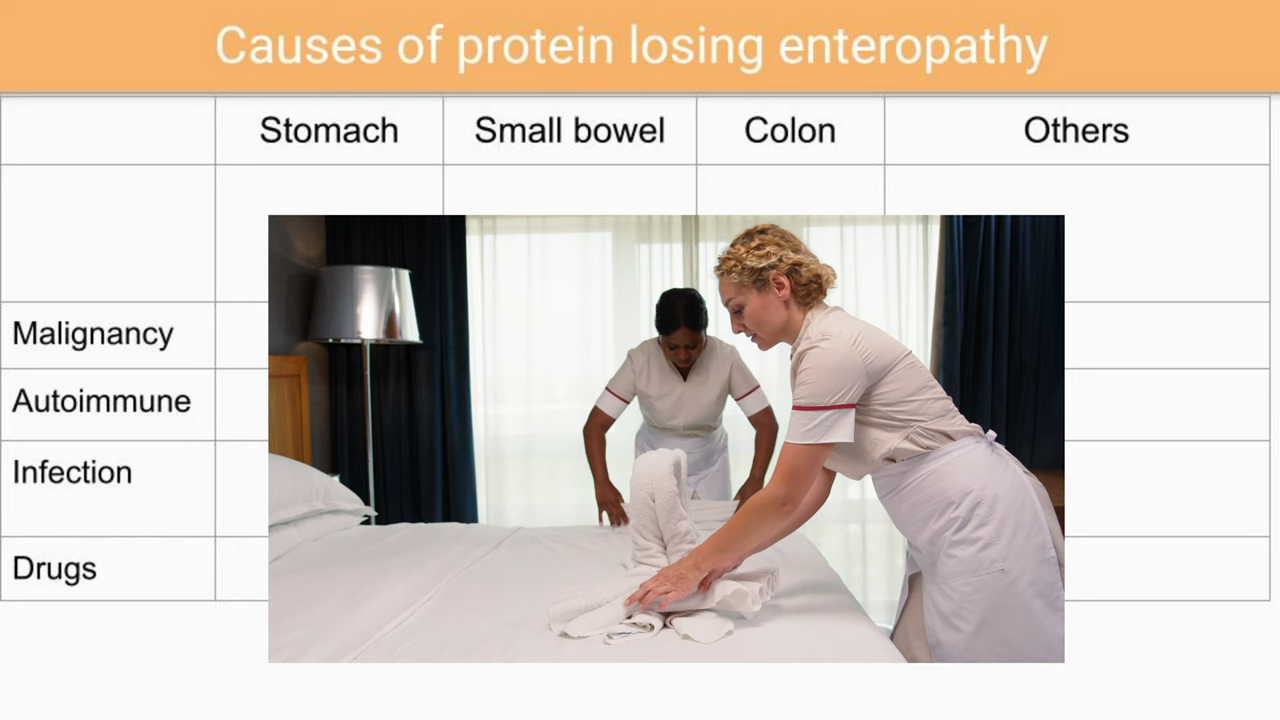 Causes of protein losing enteropathy
Stomach Small bowel Colon Others
Malignancy
Autoimmune
Infection
Drugs